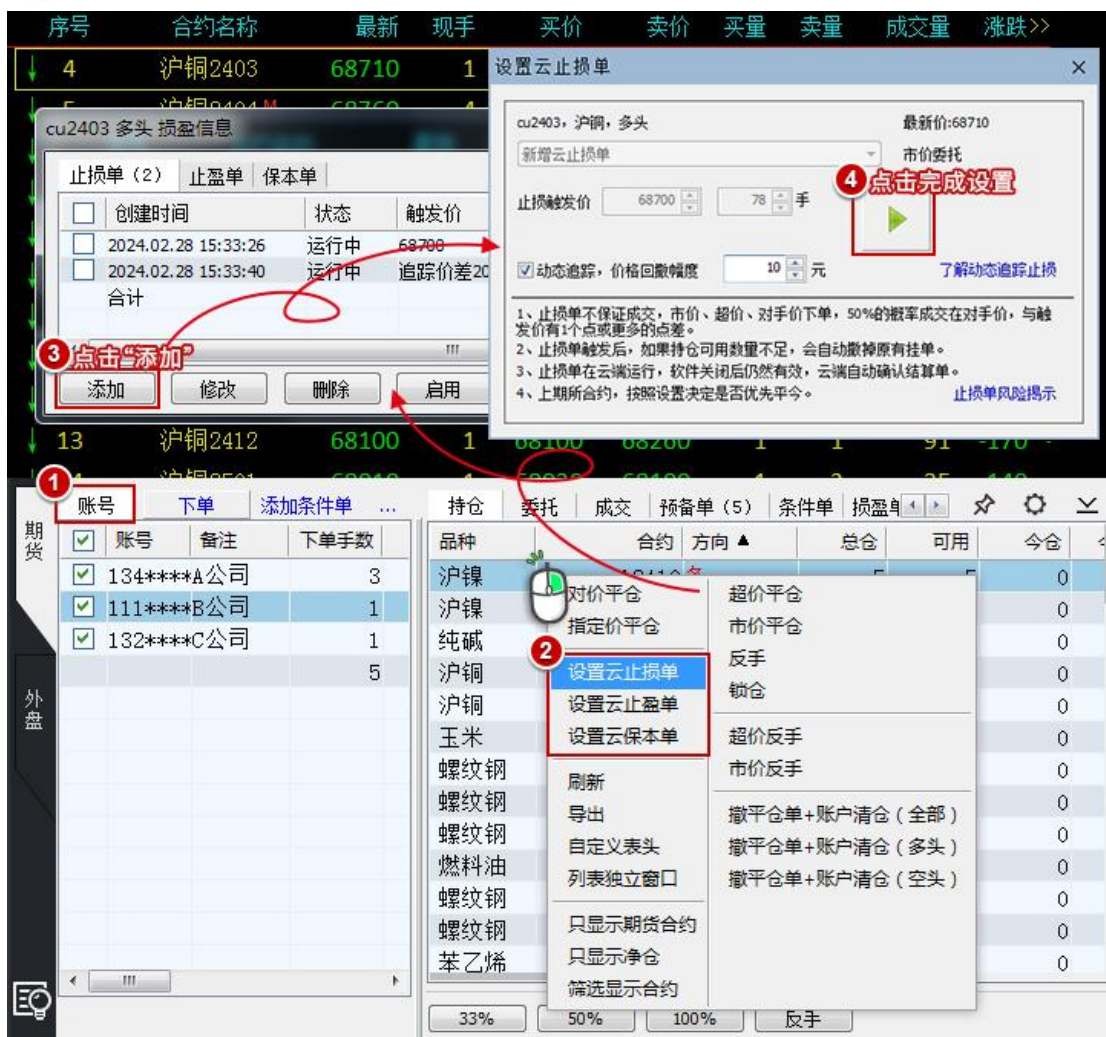 序号 合约名称 最新 现手 买价 卖价 买量 卖量 成交量 涨跌>>
4 沪铜2403 68710 1
设置云止损单 ×
cu2403，沪铜，多头 最新价:68710
新增云止损单 市价委托
4 点击完成设置
止损触发价 68700 78 手
动态追踪，价格回撤幅度 10 元 了解动态追踪止损
1、止损单不保证成交，市价、超价、对手价下单，50%的概率成交在对手价，与触
发价有1个点或更多的点差。
2、止损单触发后，如果持仓可用数量不足，会自动撤掉原有挂单。
3、止损单在云端运行，软件关闭后仍然有效，云端自动确认结算单。
4、上期所合约，按照设置决定是否优先平今。 止损单风险揭示
cu2403 多头 损盈信息
止损单（2） 止盈单 保本单
创建时间 状态 触发价
2024.02.28 15:33:26 运行中 68700
2024.02.28 15:33:40 运行中 追踪价差20
合计
3 点击“添加”
添加 修改 删除 启用
13 沪铜2412 68100 1 68100 68260 1 1 91 -170
1
期货
外盘
账号 下单 添加条件单 ...
账号 备注 下单手数
134****A公司 3
111****B公司 1
132****C公司 1
5
持仓 委托 成交 预备单（5） 条件单 损盈单
品种 合约 方向▲ 总仓 可用 今仓
沪镍 0
沪镍 0
纯碱 0
沪铜 0
沪铜 0
玉米 0
螺纹钢 0
螺纹钢 0
螺纹钢 0
燃料油 0
螺纹钢 0
螺纹钢 0
苯乙烯 0
对价平仓
指定价平仓
2
设置云止损单
设置云止盈单
设置云保本单
刷新
导出
自定义表头
列表独立窗口
只显示期货合约
只显示净仓
筛选显示合约
超价平仓
市价平仓
反手
锁仓
超价反手
市价反手
撤平仓单+账户清仓（全部）
撤平仓单+账户清仓（多头）
撤平仓单+账户清仓（空头）
33% 50% 100% 反手